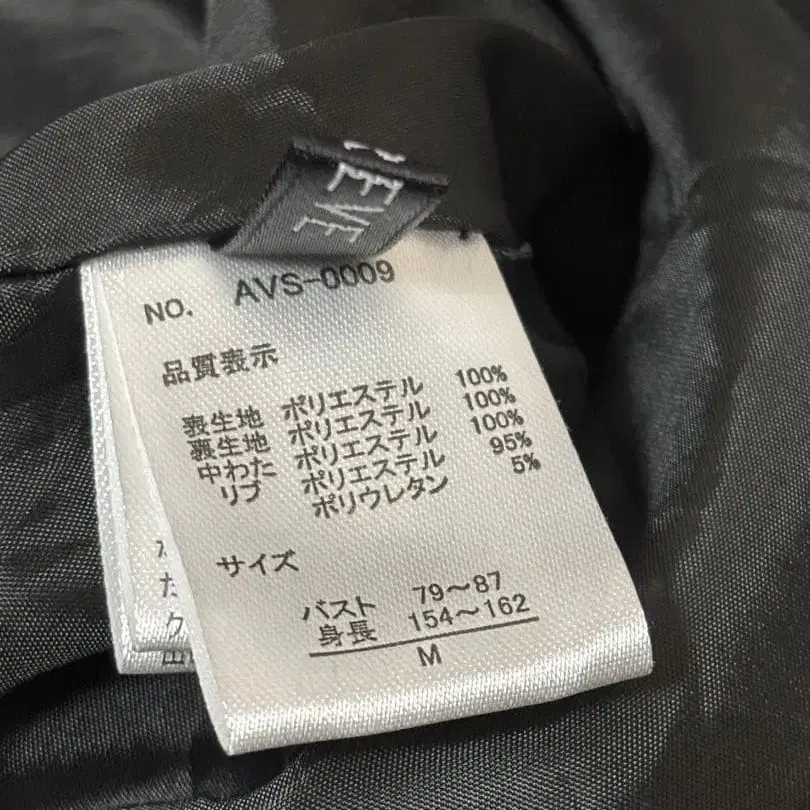 EVE
NO. AVS-0009
品質表示
表生地 ポリエステル 100%
裏生地 ポリエステル 100%
中わた ポリエステル 100%
リブ ポリエステル 95%
ポリウレタン 5%
サイズ
バスト 79～87
身長 154～162
M
た
ク